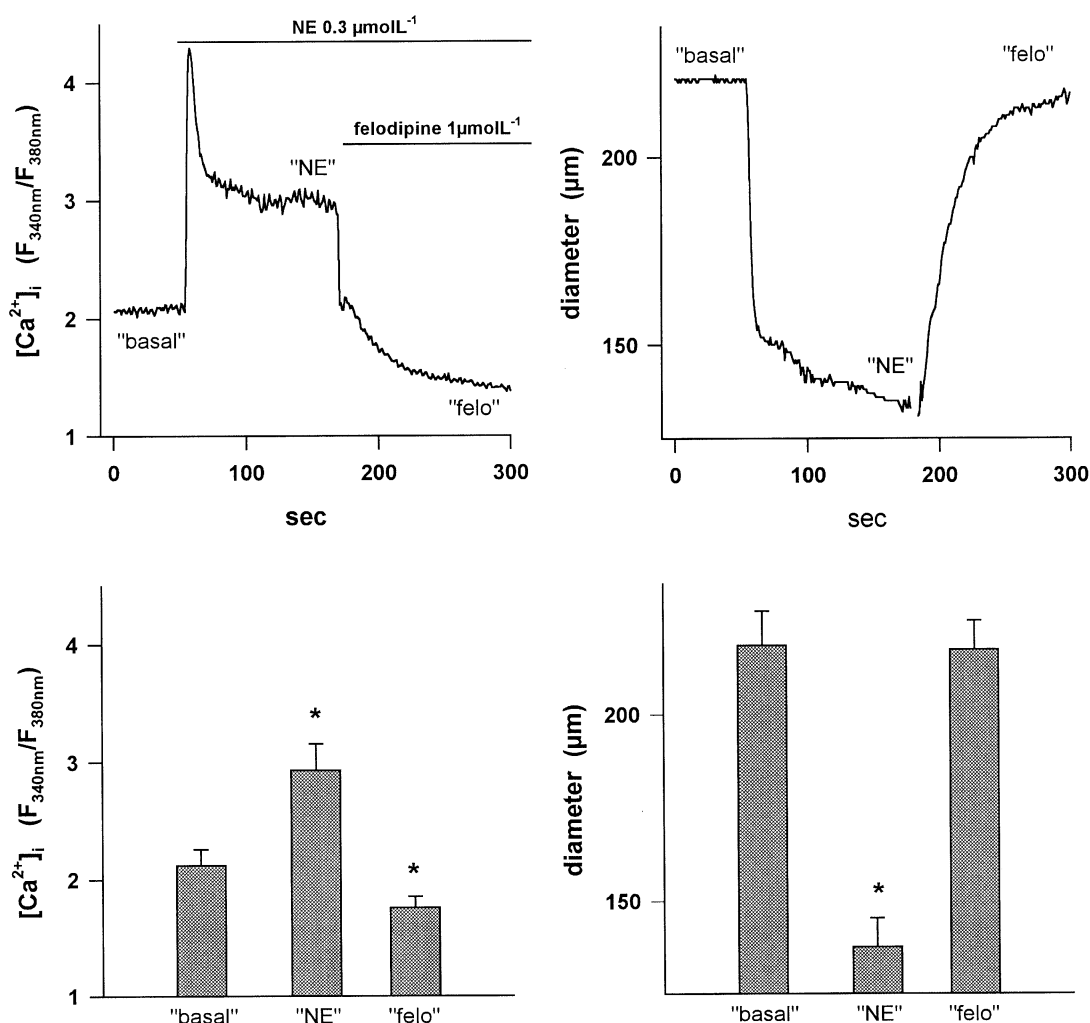 NE 0.3 µmolL⁻¹
felodipine 1µmolL⁻¹
[Ca²⁺]ᵢ (F₃₄₀ₙₘ/F₃₈₀ₙₘ)
4
3
2
1
"NE"
"basal"
"felo"
0 100 200 300
sec
diameter (µm)
200
150
"basal"
"felo"
"NE"
0 100 200 300
sec
[Ca²⁺]ᵢ (F₃₄₀ₙₘ/F₃₈₀ₙₘ)
4
3
2
1
*
*
"basal" "NE" "felo"
diameter (µm)
200
150
*
"basal" "NE" "felo"